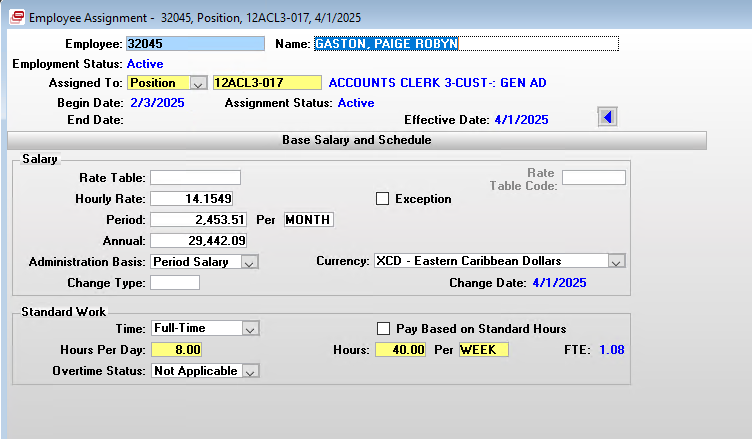 Employee Assignment - 32045, Position, 12ACL3-017, 4/1/2025
Employee: 32045 Name: GASTON, PAIGE ROBYN
Employment Status: Active
Assigned To: Position 12ACL3-017 ACCOUNTS CLERK 3-CUST-: GEN AD
Begin Date: 2/3/2025 Assignment Status: Active
End Date: Effective Date: 4/1/2025
Base Salary and Schedule
Salary
Rate Table: Rate Table Code:
Hourly Rate: 14.1549 Exception
Period: 2,453.51 Per MONTH
Annual: 29,442.09
Administration Basis: Period Salary Currency: XCD - Eastern Caribbean Dollars
Change Type: Change Date: 4/1/2025
Standard Work
Time: Full-Time Pay Based on Standard Hours
Hours Per Day: 8.00 Hours: 40.00 Per WEEK FTE: 1.08
Overtime Status: Not Applicable